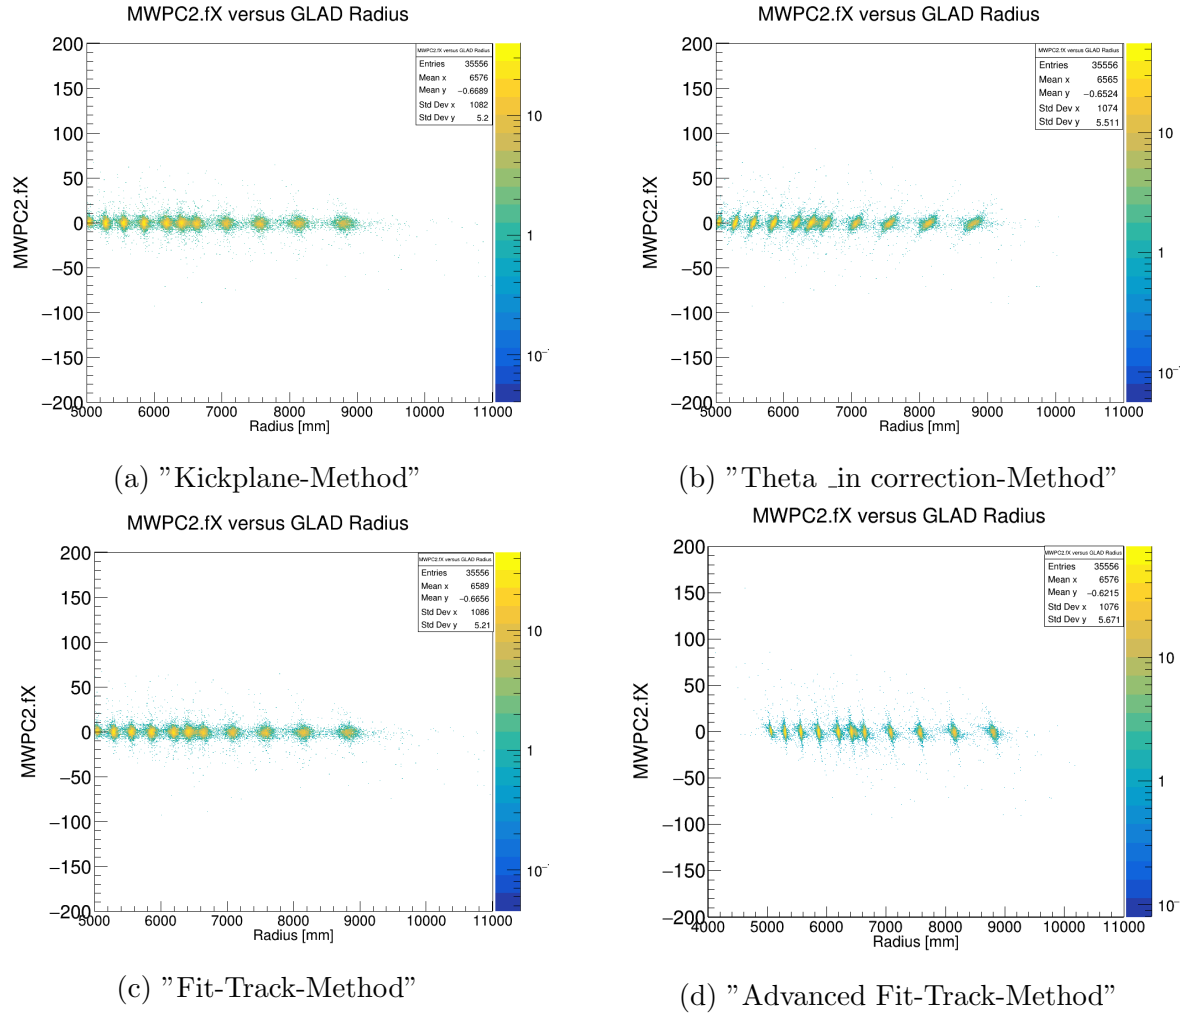 MWPC2.fX versus GLAD Radius
MWPC2.fX
200
150
100
50
0
−50
−100
−150
−200
5000
6000
7000
8000
9000
10000
11000
Radius [mm]
MWPC2.fX versus GLAD Radius
Entries 35556
Mean x 6576
Mean y −0.6689
Std Dev x 1082
Std Dev y 5.2
10
1
(a) "Kickplane-Method"
MWPC2.fX versus GLAD Radius
MWPC2.fX
200
150
100
50
0
−50
−100
−150
−200
5000
6000
7000
8000
9000
10000
11000
Radius [mm]
MWPC2.fX versus GLAD Radius
Entries 35556
Mean x 6565
Mean y −0.6524
Std Dev x 1074
Std Dev y 5.511
10
1
(b) "Theta _in correction-Method"
MWPC2.fX versus GLAD Radius
MWPC2.fX
200
150
100
50
0
−50
−100
−150
−200
5000
6000
7000
8000
9000
10000
11000
Radius [mm]
MWPC2.fX versus GLAD Radius
Entries 35556
Mean x 6589
Mean y −0.6656
Std Dev x 1086
Std Dev y 5.21
10
1
(c) "Fit-Track-Method"
MWPC2.fX versus GLAD Radius
MWPC2.fX
200
150
100
50
0
−50
−100
−150
−200
4000
5000
6000
7000
8000
9000
10000
11000
Radius [mm]
MWPC2.fX versus GLAD Radius
Entries 35556
Mean x 6576
Mean y −0.6215
Std Dev x 1076
Std Dev y 5.671
10
1
(d) "Advanced Fit-Track-Method"